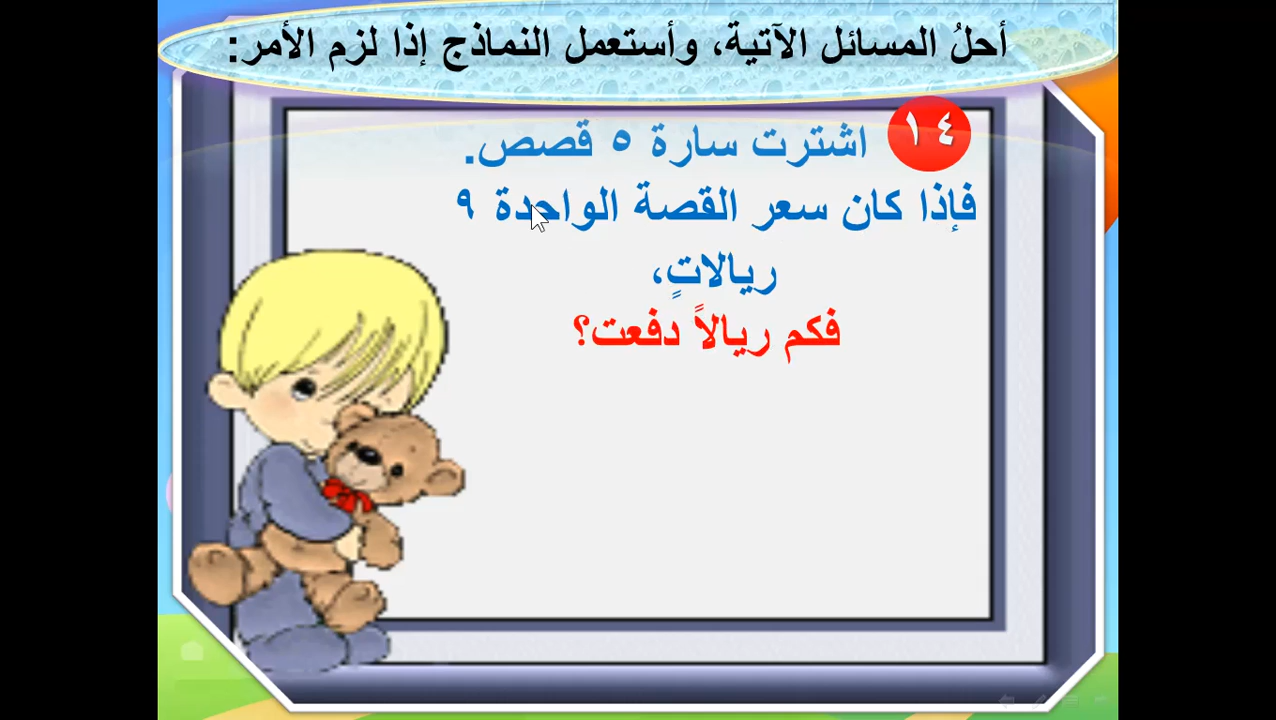 أحلُ المسائل الآتية، وأستعمل النماذج إذا لزم الأمر:
١٤ اشترت سارة ٥ قصص.
فإذا كان سعر القصة الواحدة ٩
ريالاتٍ،
فكم ريالاً دفعت؟